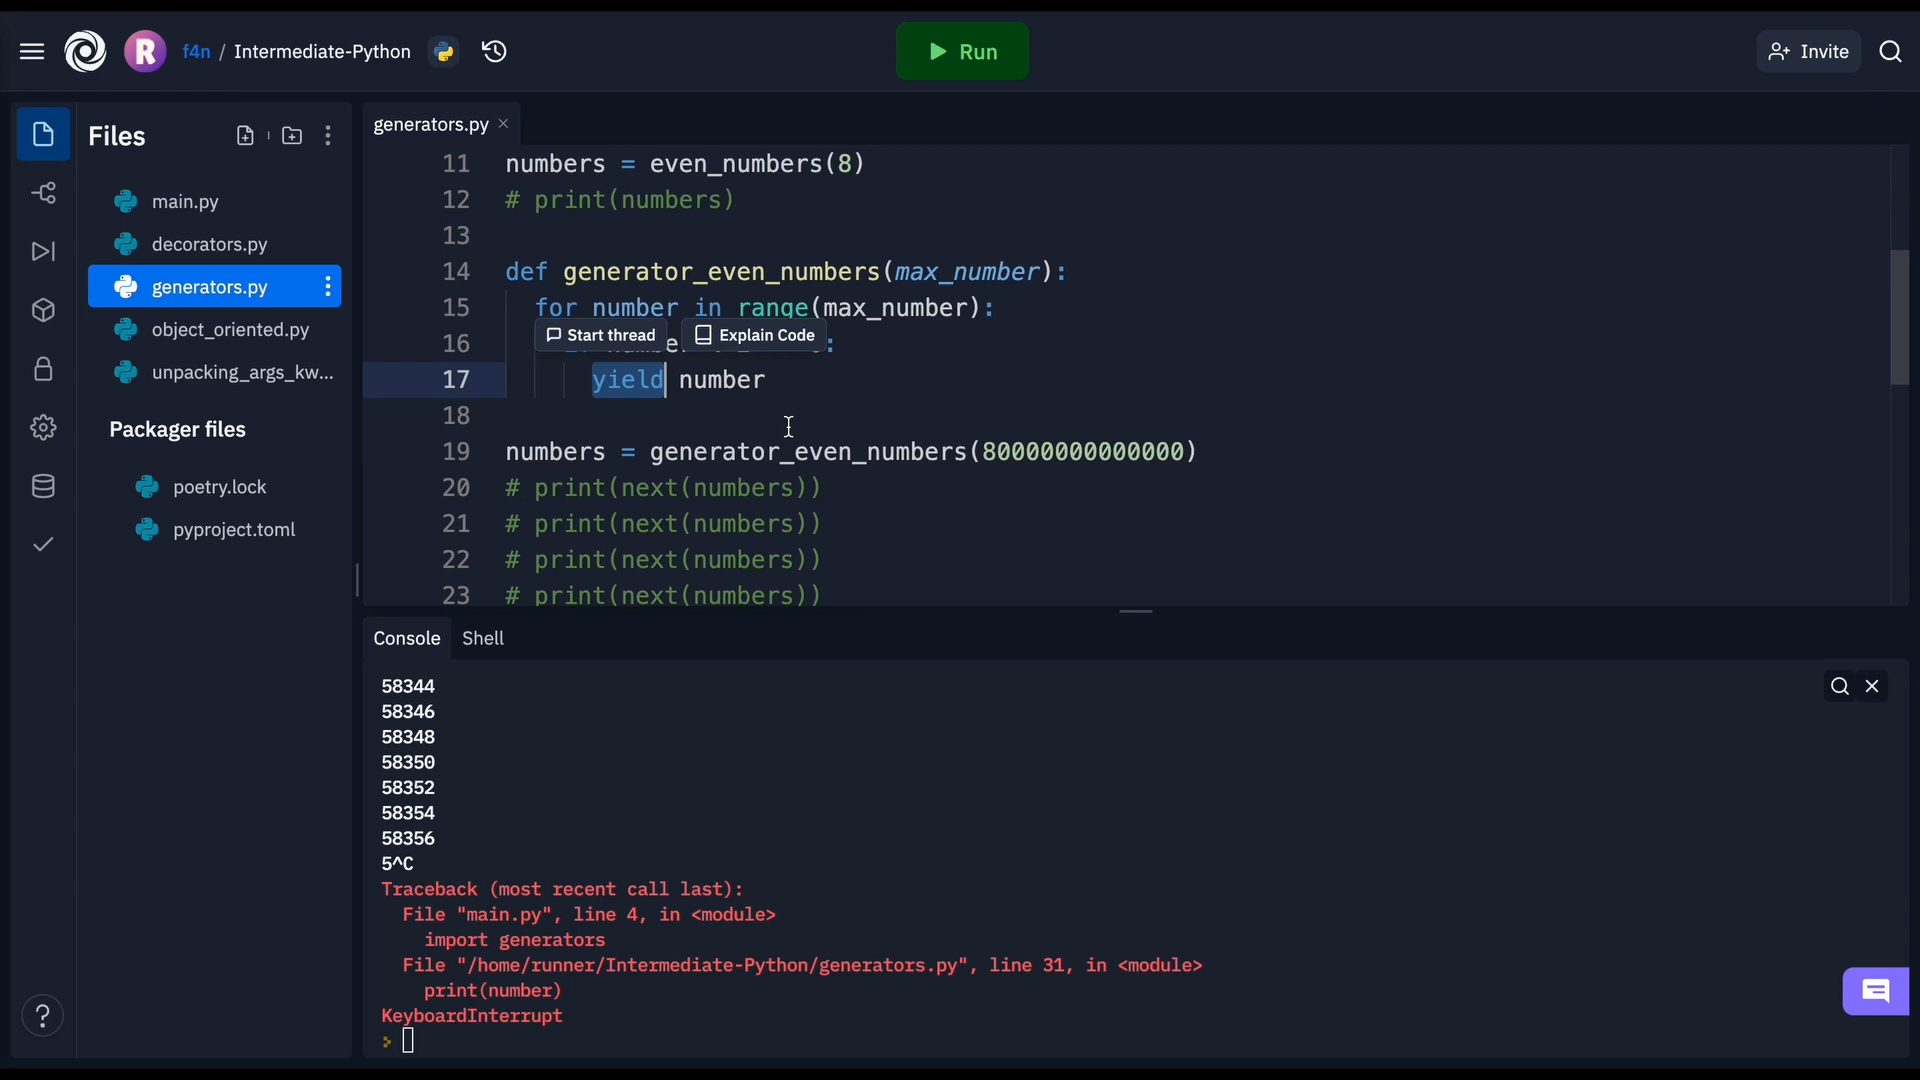 R f4n / Intermediate-Python
Run
Invite
Files
main.py
decorators.py
generators.py
object_oriented.py
unpacking_args_kw...
Packager files
poetry.lock
pyproject.toml
?
generators.py
11 numbers = even_numbers(8)
12 # print(numbers)
13
14 def generator_even_numbers(max_number):
15 for number in range(max_number):
Start thread Explain Code
16
17 yield number
18
19 numbers = generator_even_numbers(80000000000000)
20 # print(next(numbers))
21 # print(next(numbers))
22 # print(next(numbers))
23 # print(next(numbers))
Console Shell
58344
58346
58348
58350
58352
58354
58356
5^C
Traceback (most recent call last):
File "main.py", line 4, in <module>
import generators
File "/home/runner/Intermediate-Python/generators.py", line 31, in <module>
print(number)
KeyboardInterrupt